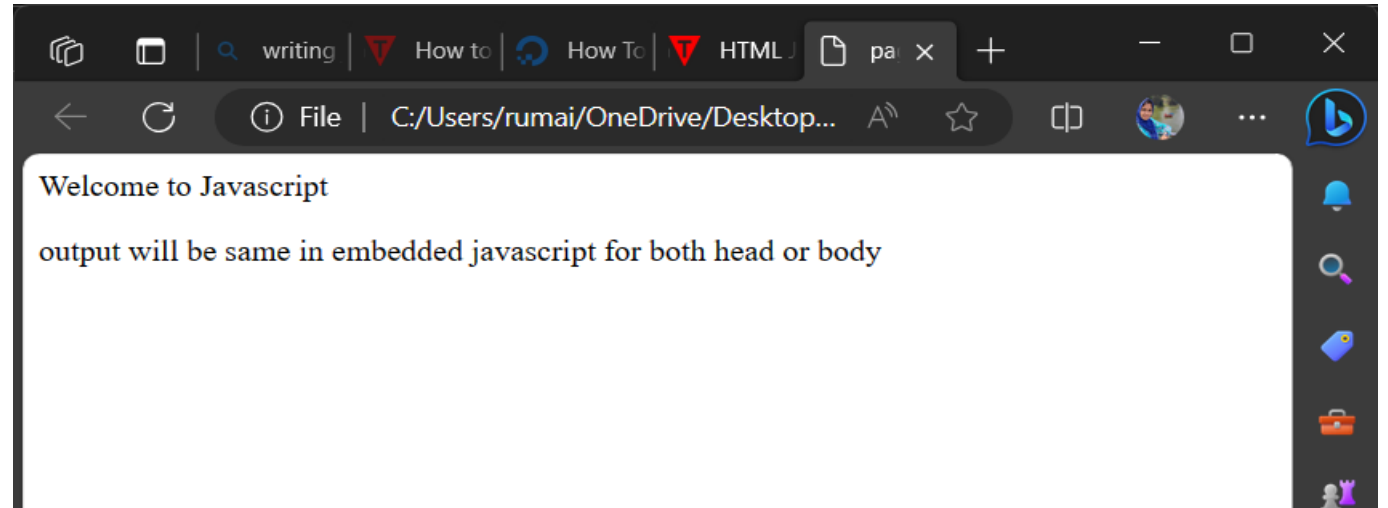 writing How to How To HTML J pa
File | C:/Users/rumai/OneDrive/Desktop...
Welcome to Javascript
output will be same in embedded javascript for both head or body